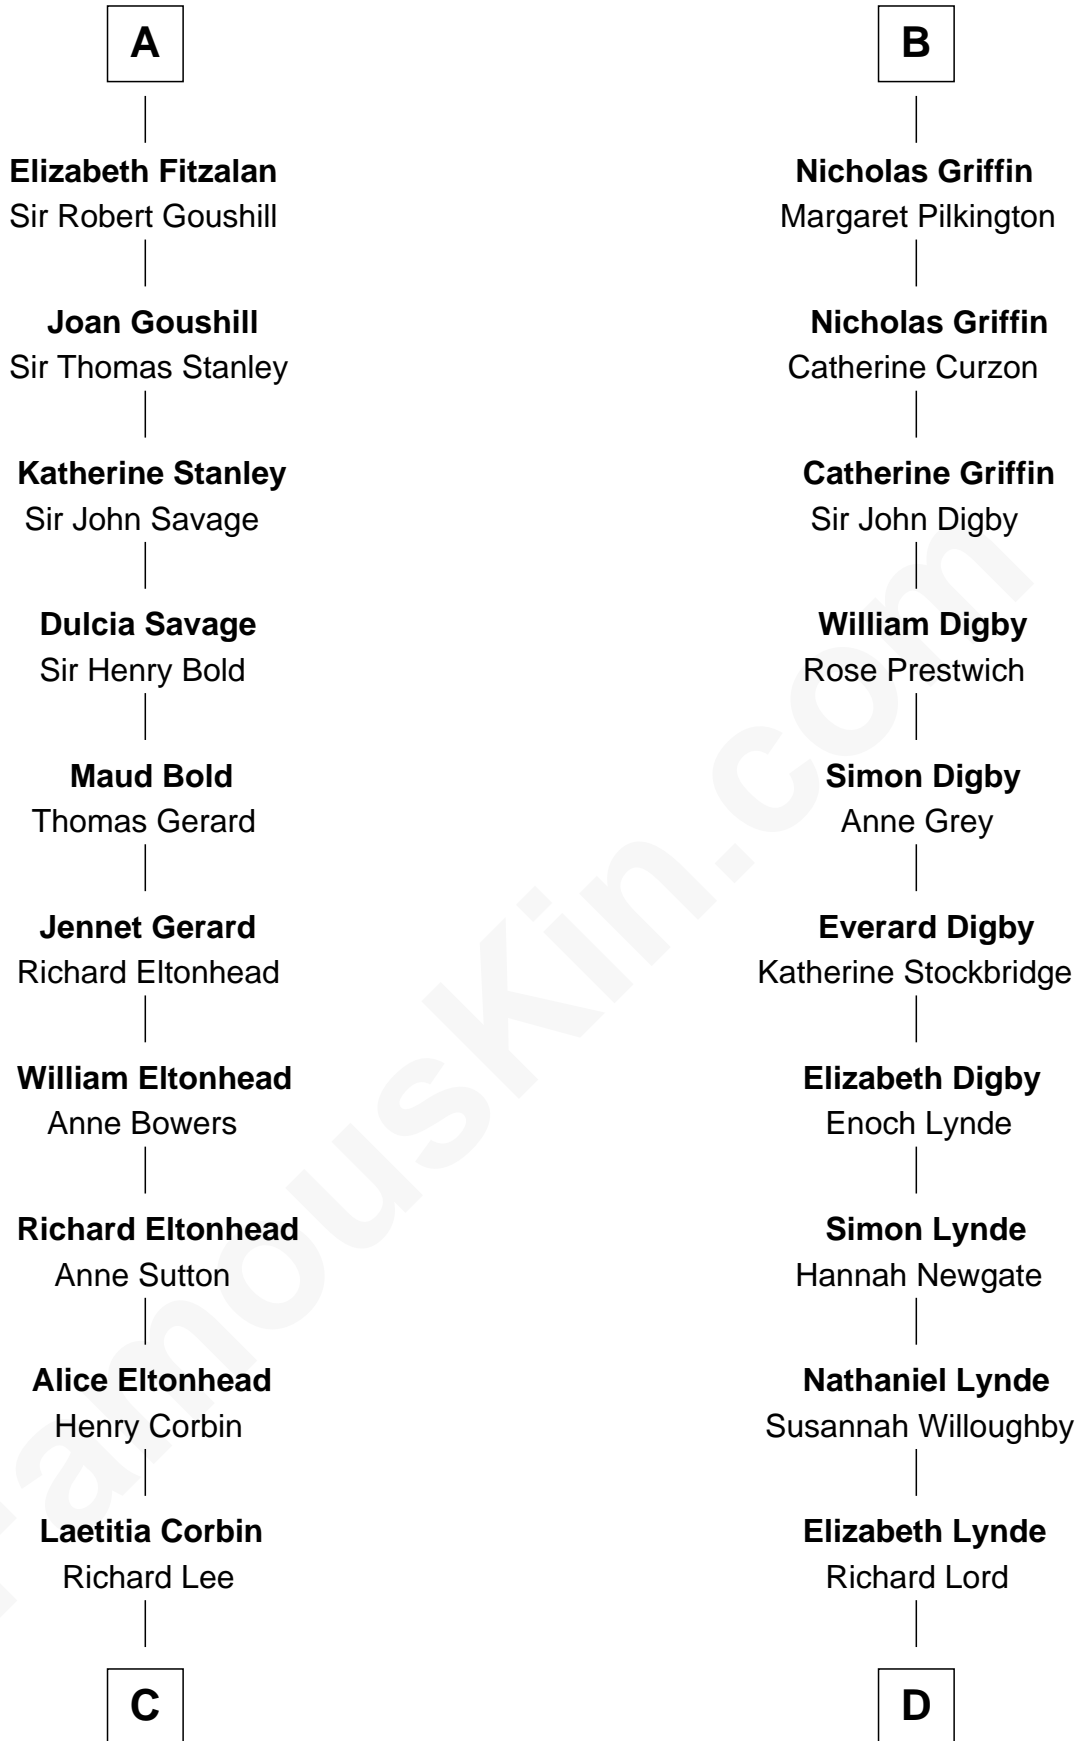 A
Elizabeth Fitzalan
Sir Robert Goushill
Joan Goushill
Sir Thomas Stanley
Katherine Stanley
Sir John Savage
Dulcia Savage
Sir Henry Bold
Maud Bold
Thomas Gerard
Jennet Gerard
Richard Eltonhead
William Eltonhead
Anne Bowers
Richard Eltonhead
Anne Sutton
Alice Eltonhead
Henry Corbin
Laetitia Corbin
Richard Lee
C
B
Nicholas Griffin
Margaret Pilkington
Nicholas Griffin
Catherine Curzon
Catherine Griffin
Sir John Digby
William Digby
Rose Prestwich
Simon Digby
Anne Grey
Everard Digby
Katherine Stockbridge
Elizabeth Digby
Enoch Lynde
Simon Lynde
Hannah Newgate
Nathaniel Lynde
Susannah Willoughby
Elizabeth Lynde
Richard Lord
D
FamousKin.com